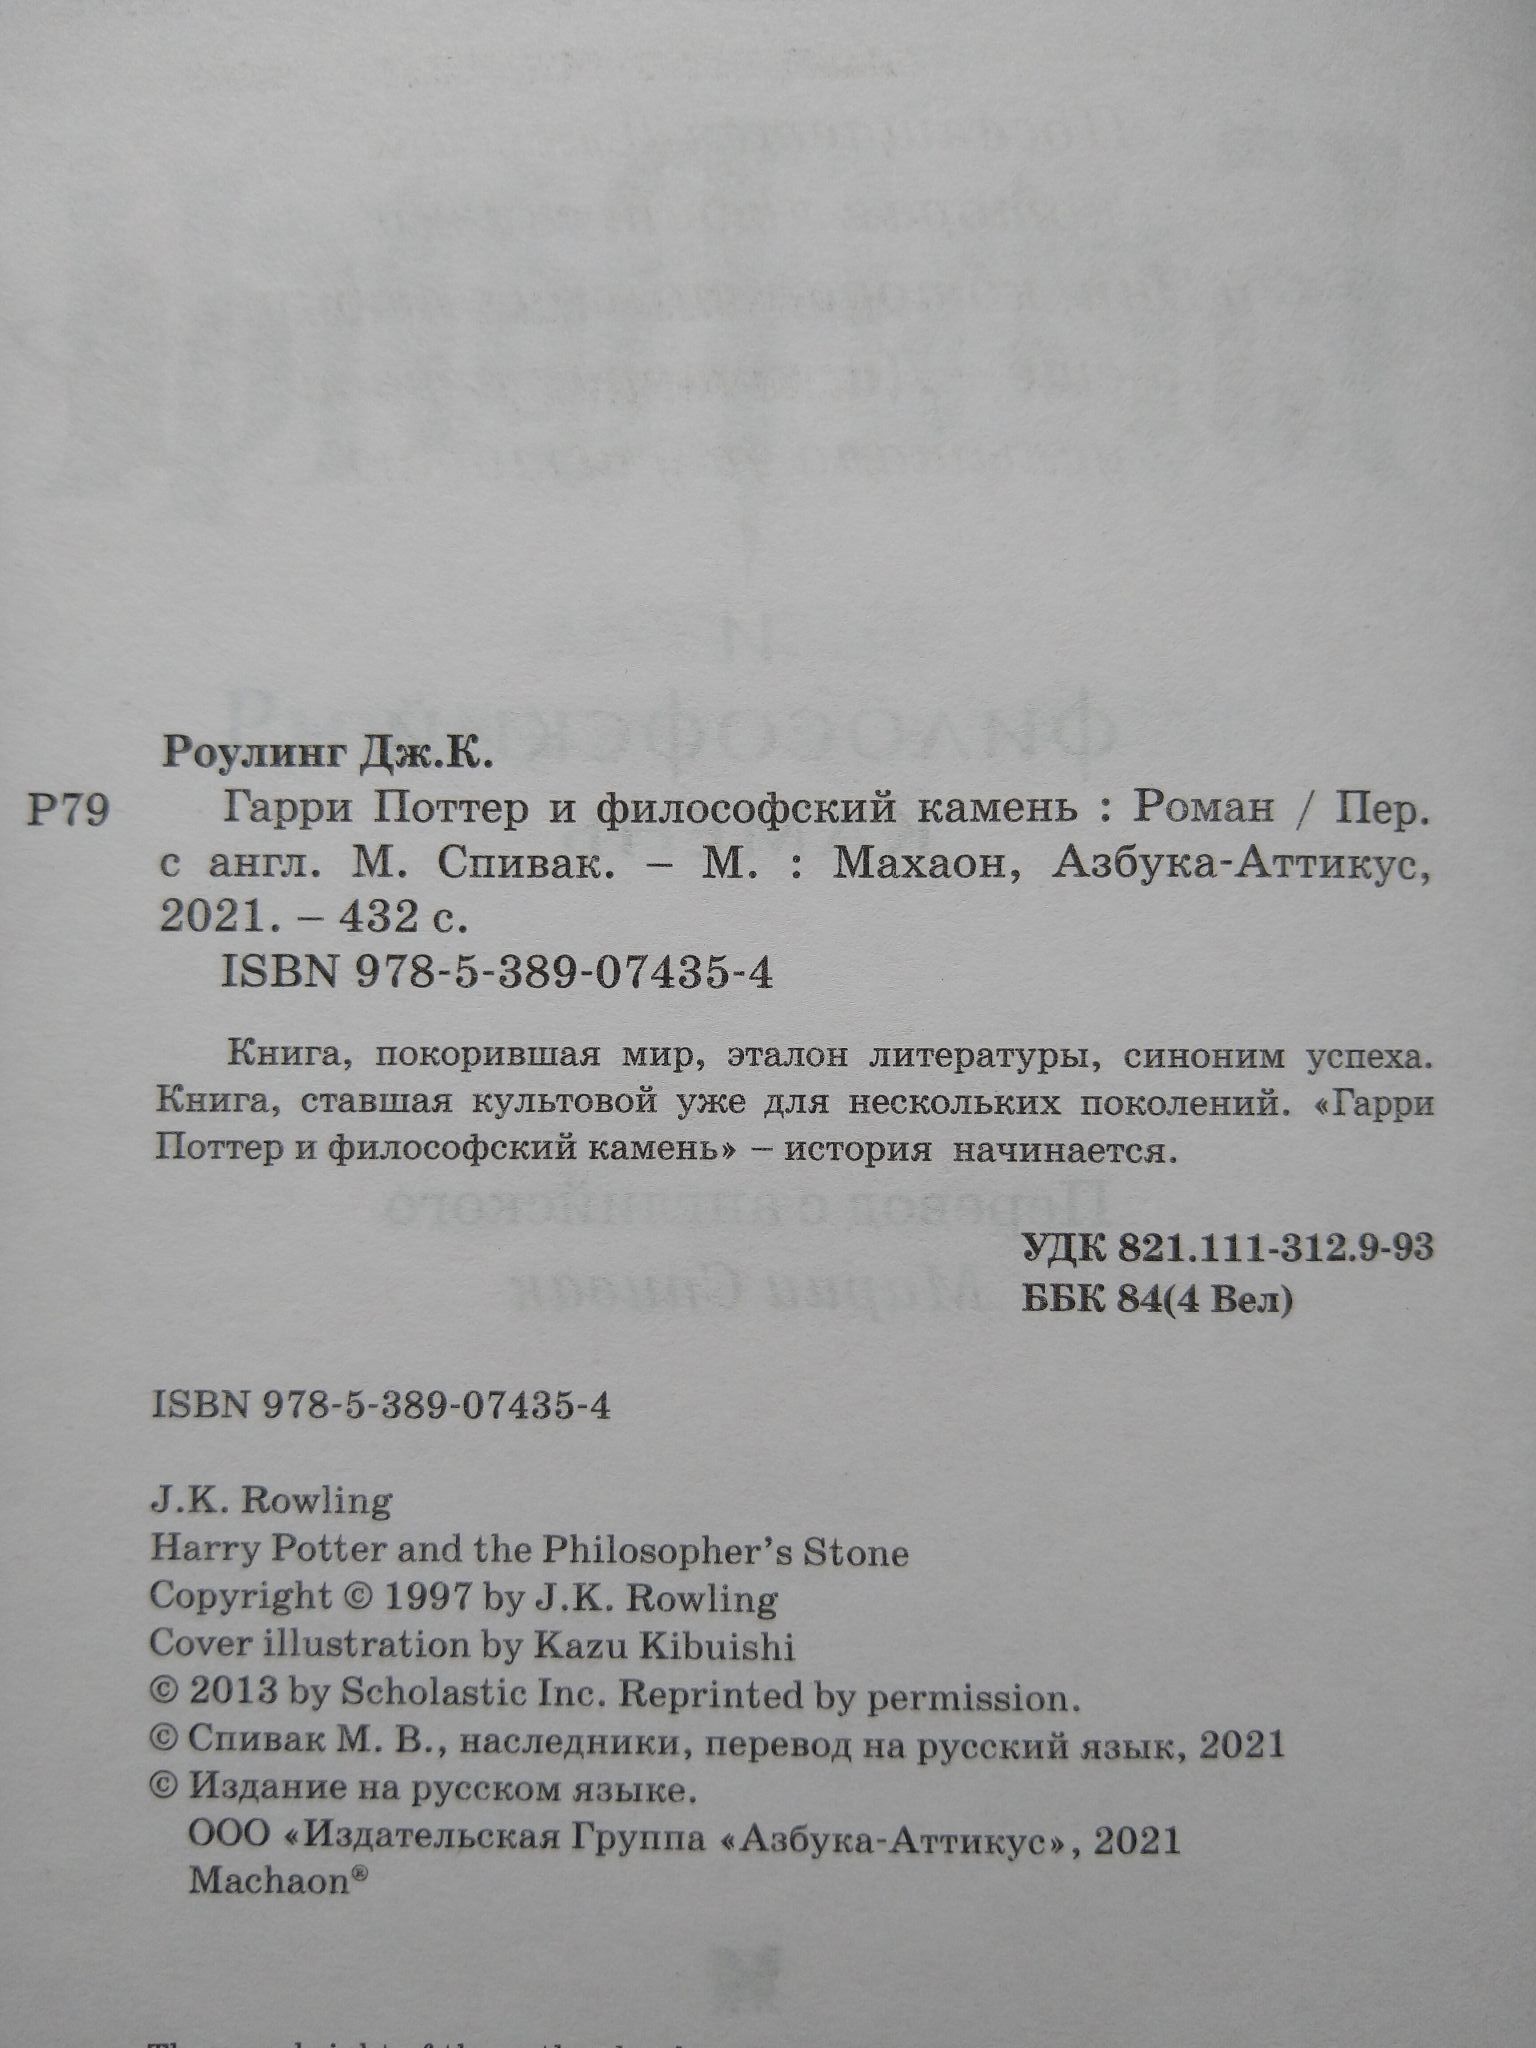 Роулинг Дж.К.
Р79 Гарри Поттер и философский камень : Роман / Пер.
с англ. М. Спивак. – М. : Махаон, Азбука-Аттикус,
2021. – 432 с.
ISBN 978-5-389-07435-4
Книга, покорившая мир, эталон литературы, синоним успеха.
Книга, ставшая культовой уже для нескольких поколений. «Гарри
Поттер и философский камень» – история начинается.
УДК 821.111-312.9-93
ББК 84(4 Вел)
ISBN 978-5-389-07435-4
J.K. Rowling
Harry Potter and the Philosopher's Stone
Copyright © 1997 by J.K. Rowling
Cover illustration by Kazu Kibuishi
© 2013 by Scholastic Inc. Reprinted by permission.
© Спивак М. В., наследники, перевод на русский язык, 2021
© Издание на русском языке.
ООО «Издательская Группа «Азбука-Аттикус», 2021
Machaon®